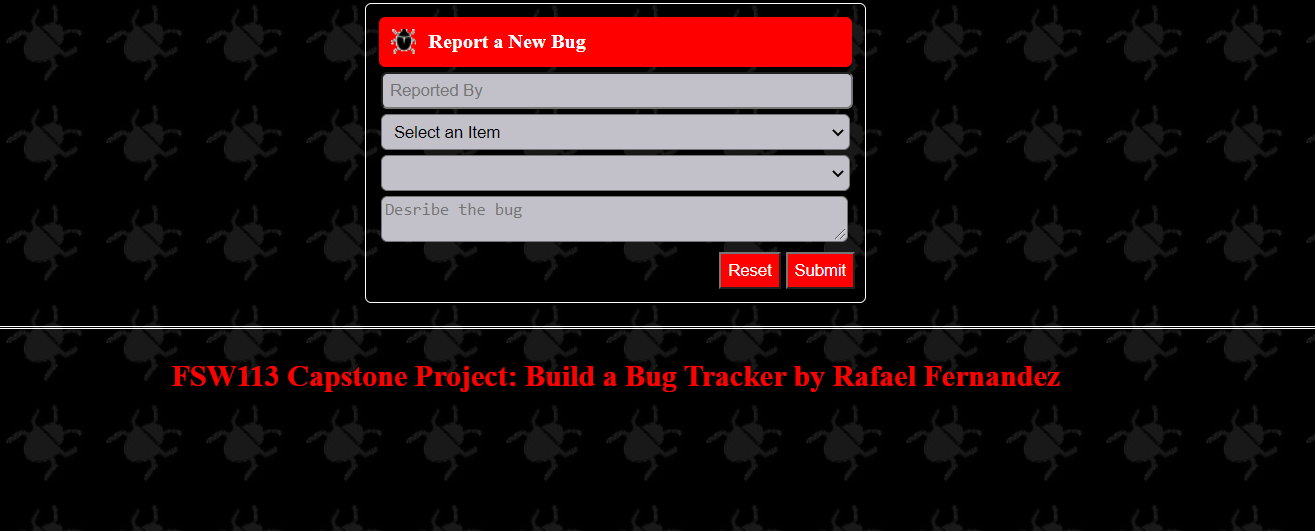 Report a New Bug
Reported By
Select an Item
Desribe the bug
Reset Submit
FSW113 Capstone Project: Build a Bug Tracker by Rafael Fernandez